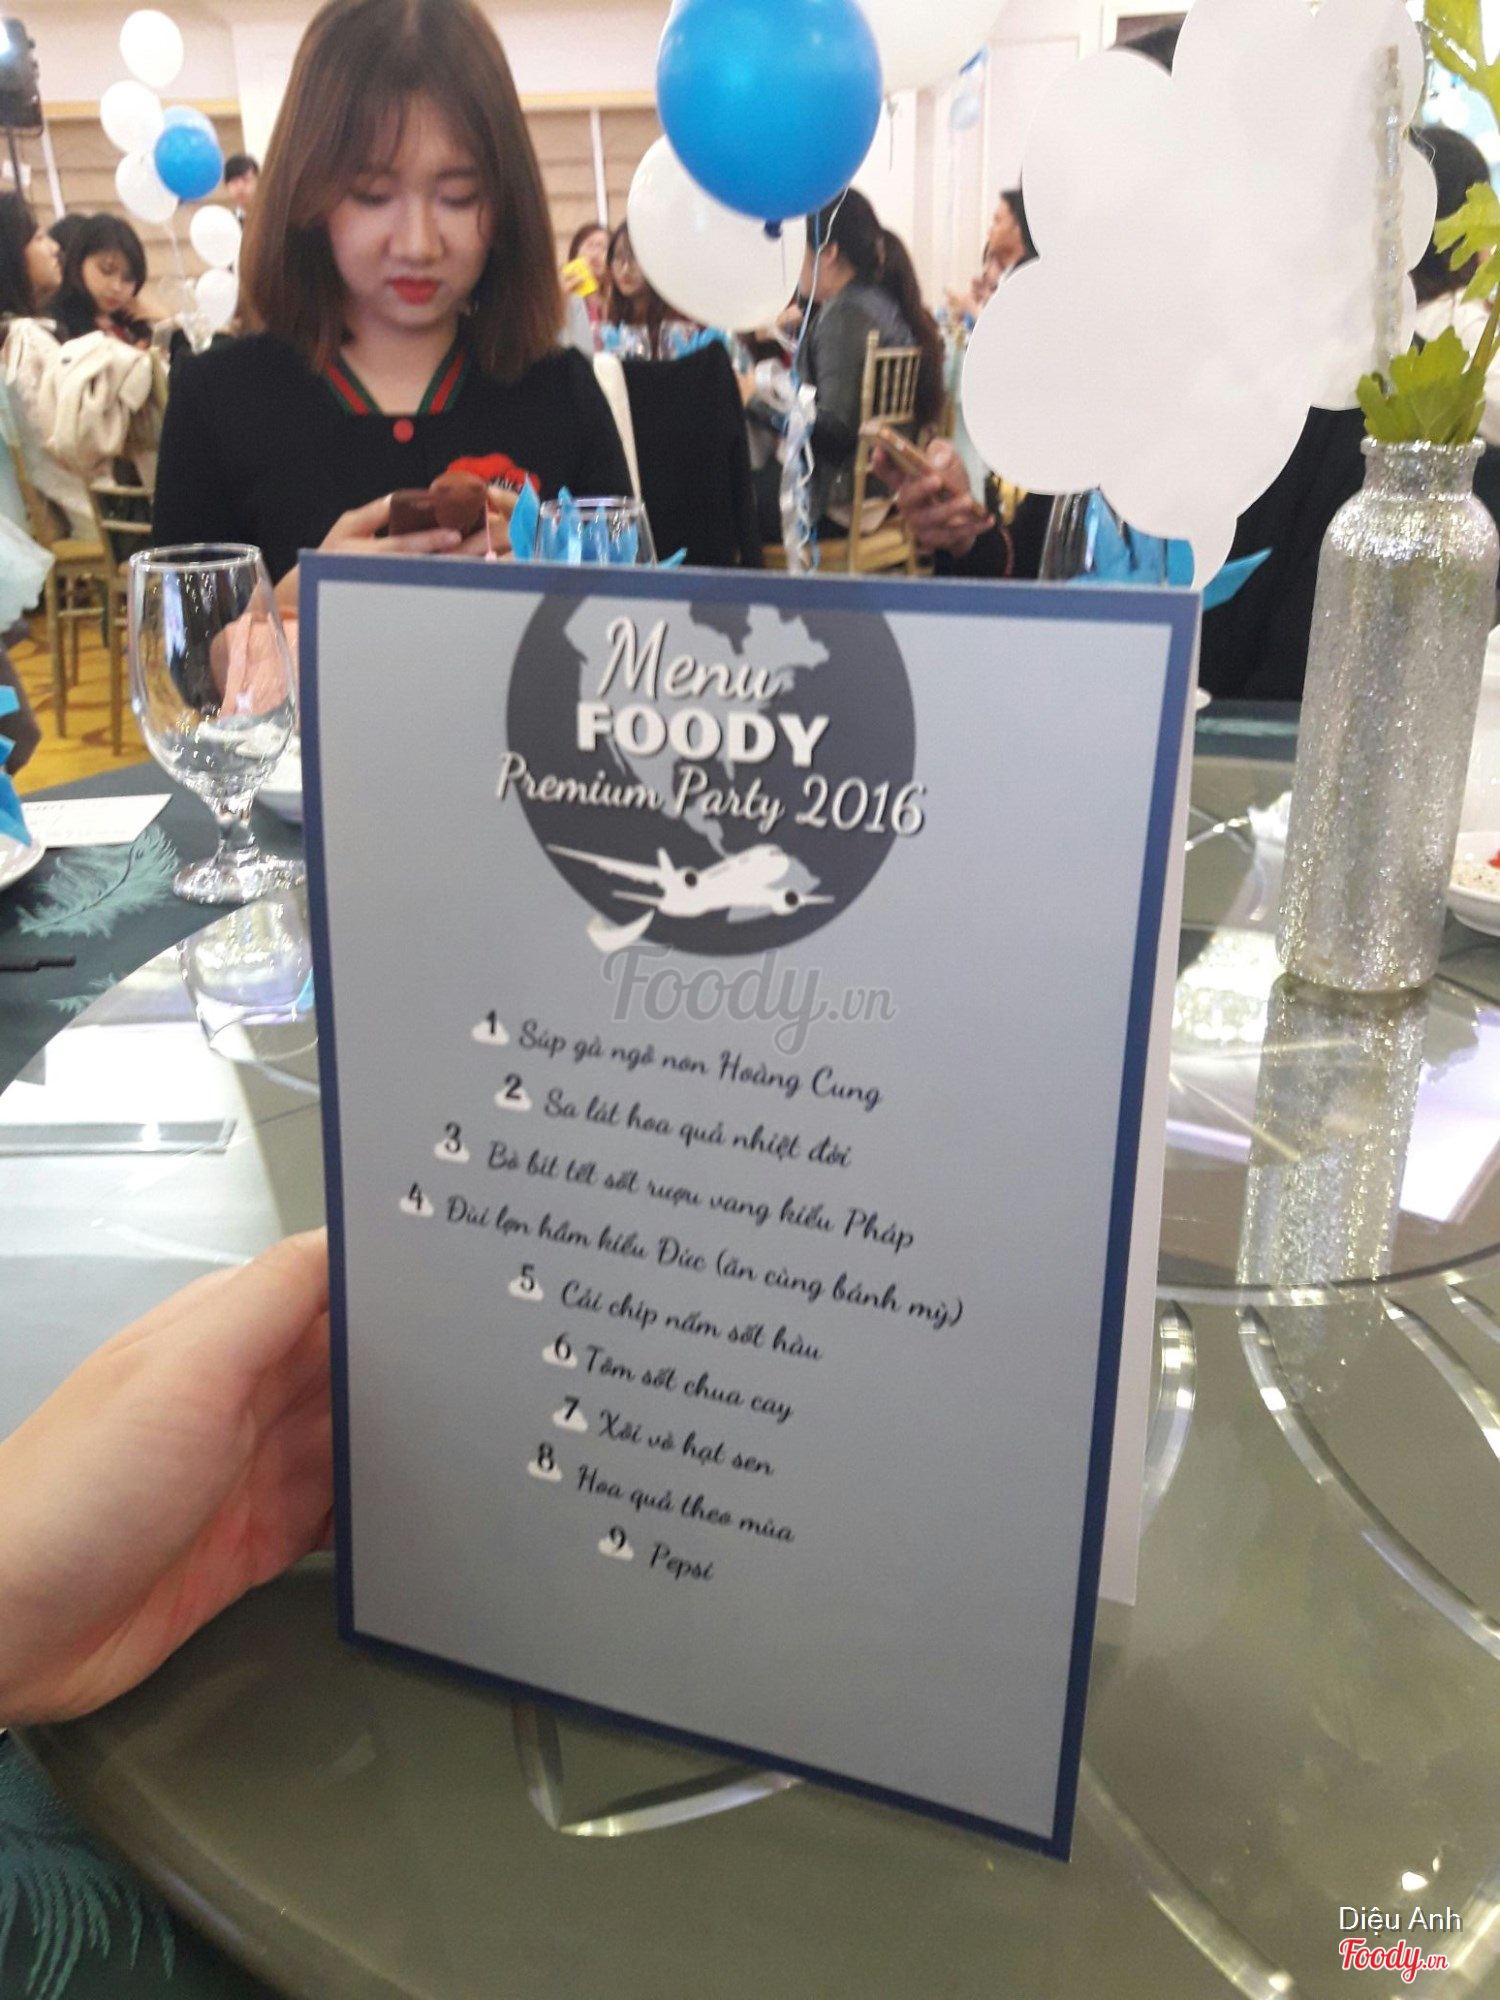 Menu
FOODY
Premium Party 2016
Foody.vn
1 Súp gà ngô non Hoàng Cung
2 Sa lát hoa quả nhiệt đới
3 Bò bít tết sốt rượu vang kiểu Pháp
4 Đùi lợn hầm kiểu Đức (ăn cùng bánh mỳ)
5 Cải chíp nấm sốt hàu
6 Tôm sốt chua cay
7 Xôi vò hạt sen
8 Hoa quả theo mùa
9 Pepsi
Diệu Anh
Foody.vn